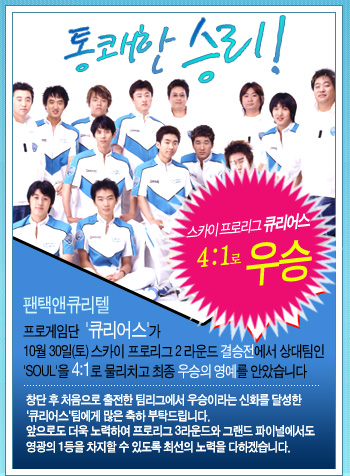 통쾌한 승리!
스카이 프로리그 큐리어스
4:1로 우승
팬택앤큐리텔
프로게임단 '큐리어스'가
10월 30일(토) 스카이 프로리그 2 라운드 결승전에서 상대팀인
'SOUL'을 4:1로 물리치고 최종 우승의 영예를 안았습니다
창단 후 처음으로 출전한 팀리그에서 우승이라는 신화를 달성한
'큐리어스'팀에게 많은 축하 부탁드립니다.
앞으로도 더욱 노력하여 프로리그 3라운드와 그랜드 파이널에서도
영광의 1등을 차지할 수 있도록 최선의 노력을 다하겠습니다.